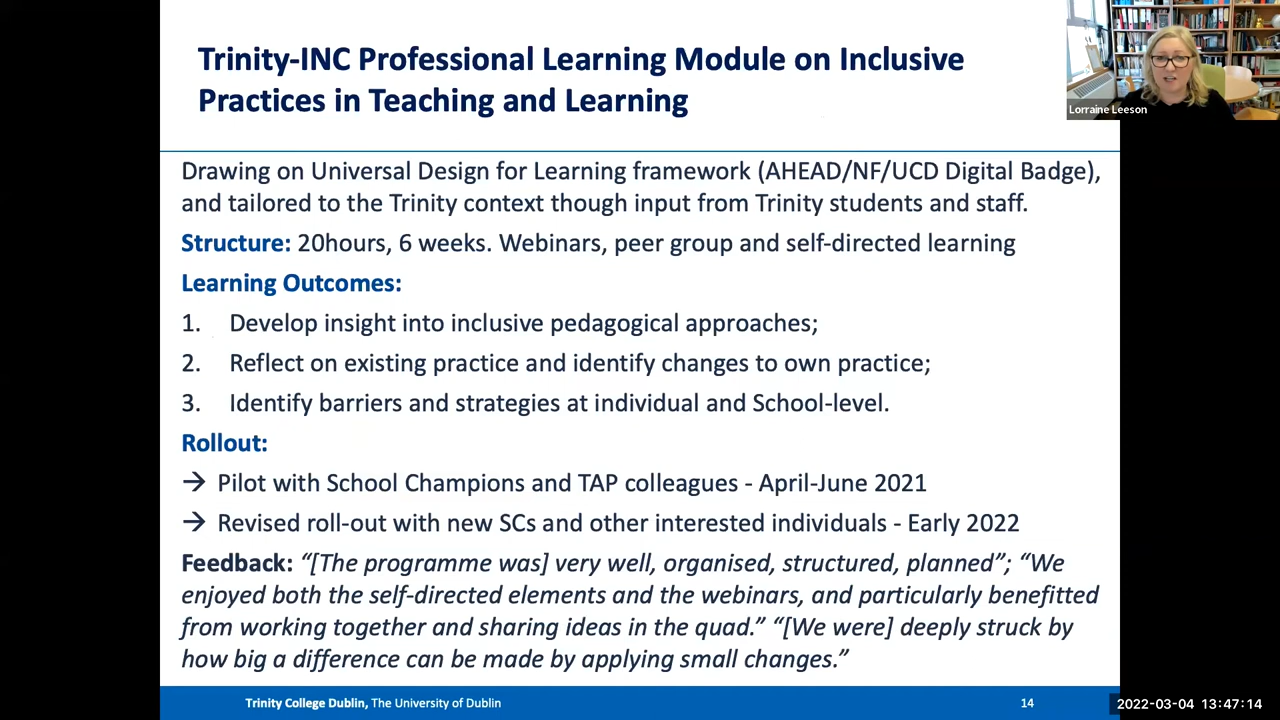 Trinity-INC Professional Learning Module on Inclusive
Practices in Teaching and Learning
Lorraine Leeson
Drawing on Universal Design for Learning framework (AHEAD/NF/UCD Digital Badge),
and tailored to the Trinity context though input from Trinity students and staff.
Structure: 20hours, 6 weeks. Webinars, peer group and self-directed learning
Learning Outcomes:
1. Develop insight into inclusive pedagogical approaches;
2. Reflect on existing practice and identify changes to own practice;
3. Identify barriers and strategies at individual and School-level.
Rollout:
→ Pilot with School Champions and TAP colleagues - April-June 2021
→ Revised roll-out with new SCs and other interested individuals - Early 2022
Feedback: “[The programme was] very well, organised, structured, planned”; “We
enjoyed both the self-directed elements and the webinars, and particularly benefitted
from working together and sharing ideas in the quad.” “[We were] deeply struck by
how big a difference can be made by applying small changes.”
Trinity College Dublin, The University of Dublin
14
2022-03-04 13:47:14